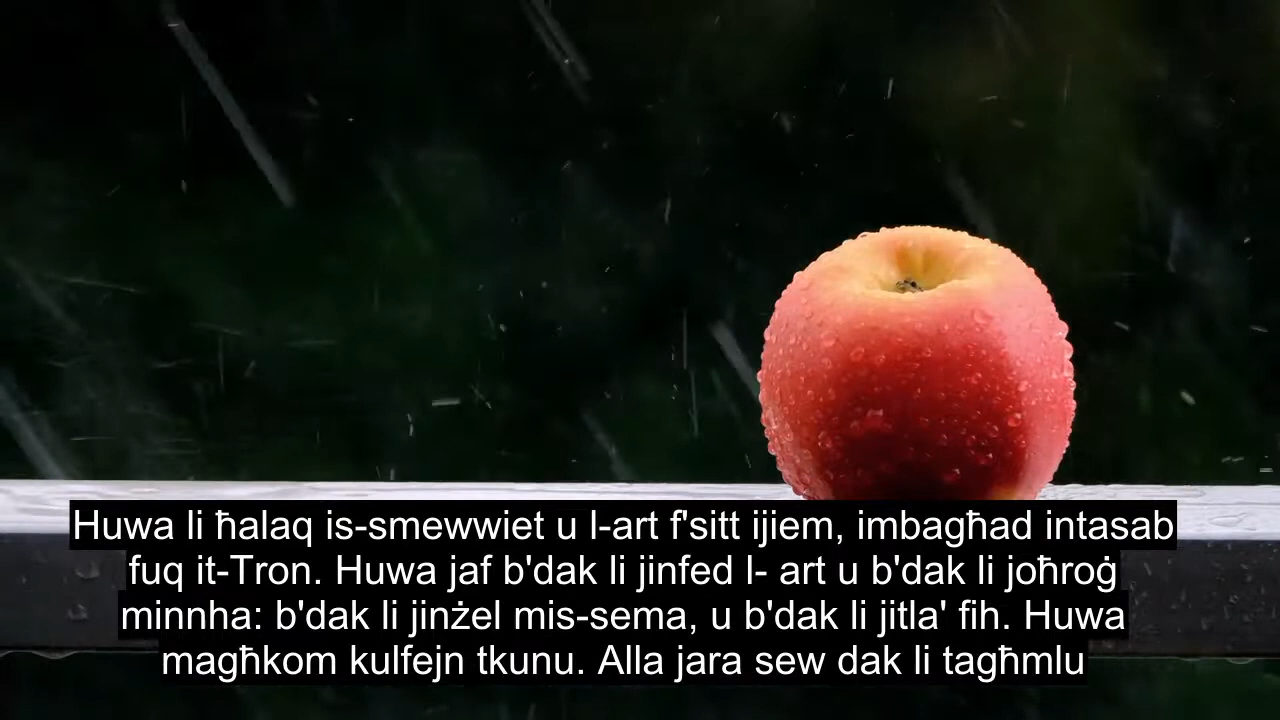 Huwa li ħalaq is-smewwiet u l-art f'sitt ijiem, imbagħad intasab
fuq it-Tron. Huwa jaf b'dak li jinfed l- art u b'dak li joħroġ
minnha: b'dak li jinżel mis-sema, u b'dak li jitla' fih. Huwa
magħkom kulfejn tkunu. Alla jara sew dak li tagħmlu